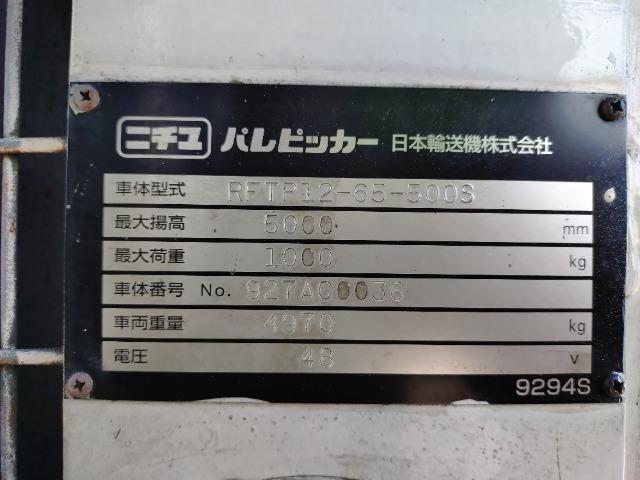 ニチユ パレピッカー 日本輸送機株式会社
車体型式 RFTP12-65-500S
最大揚高 5000 mm
最大荷重 1000 kg
車体番号 No. 927AC0036
車両重量 4970 kg
電圧 48 V
9294S